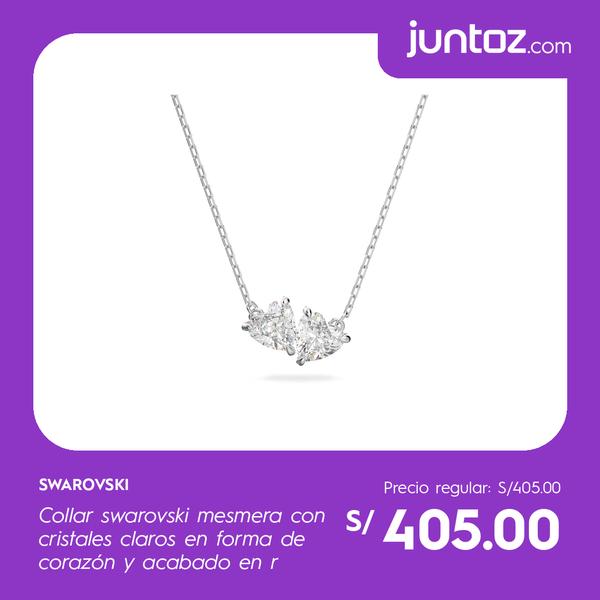 juntoz.com
SWAROVSKI
Collar swarovski mesmera con
cristales claros en forma de
corazón y acabado en r
Precio regular: S/405.00
S/ 405.00